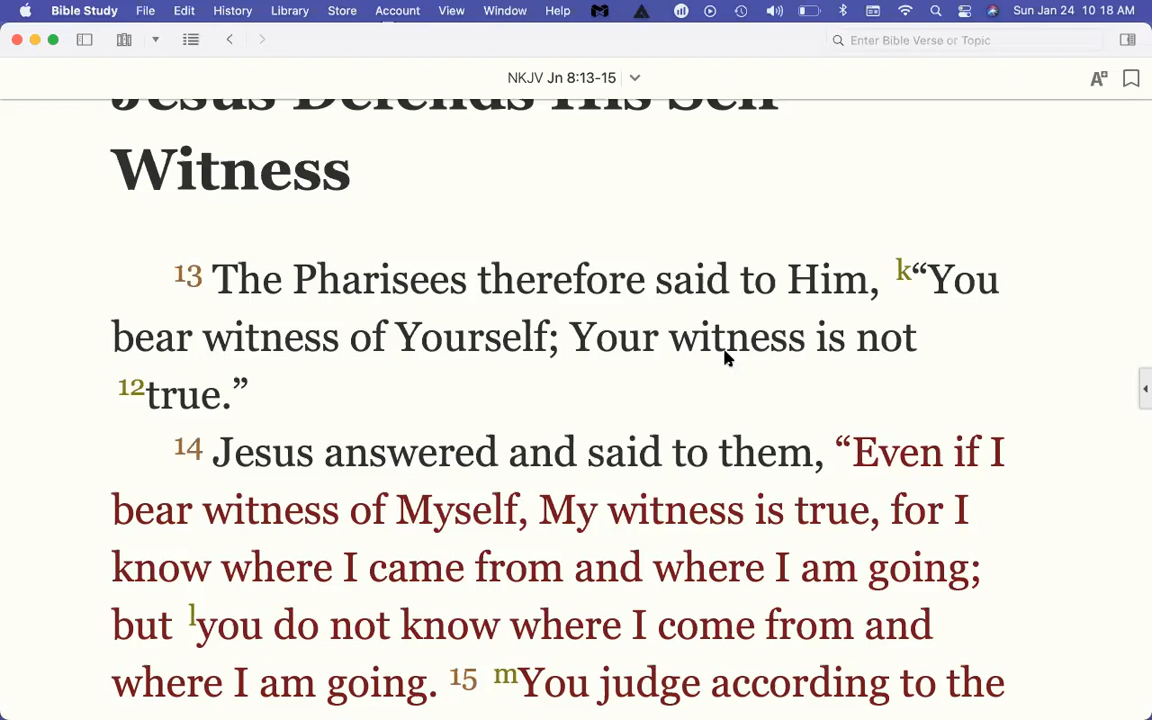 Bible Study File Edit History Library Store Account View Window Help Sun Jan 24 10 18 AM
Enter Bible Verse or Topic
NKJV Jn 8:13-15
Jesus Defends His Self
Witness
13 The Pharisees therefore said to Him, k“You
bear witness of Yourself; Your witness is not
12true.”
14 Jesus answered and said to them, “Even if I
bear witness of Myself, My witness is true, for I
know where I came from and where I am going;
but lyou do not know where I come from and
where I am going. 15 mYou judge according to the